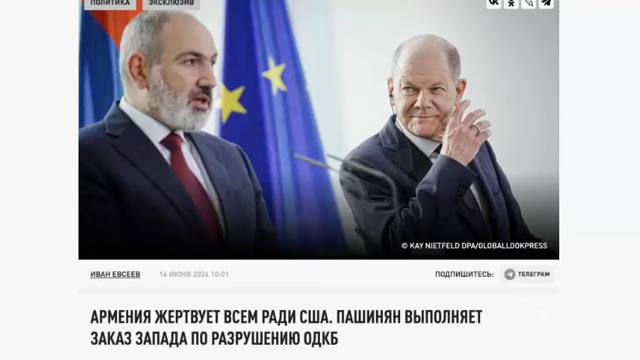 ПОЛИТИКА ЭКСКЛЮЗИВ
© KAY NIETFELD DPA/GLOBALLOOKPRESS
ИВАН ЕВСЕЕВ 14 ИЮНЯ 2024 10:01 ПОДПИШИТЕСЬ: ТЕЛЕГРАМ
АРМЕНИЯ ЖЕРТВУЕТ ВСЕМ РАДИ США. ПАШИНЯН ВЫПОЛНЯЕТ
ЗАКАЗ ЗАПАДА ПО РАЗРУШЕНИЮ ОДКБ